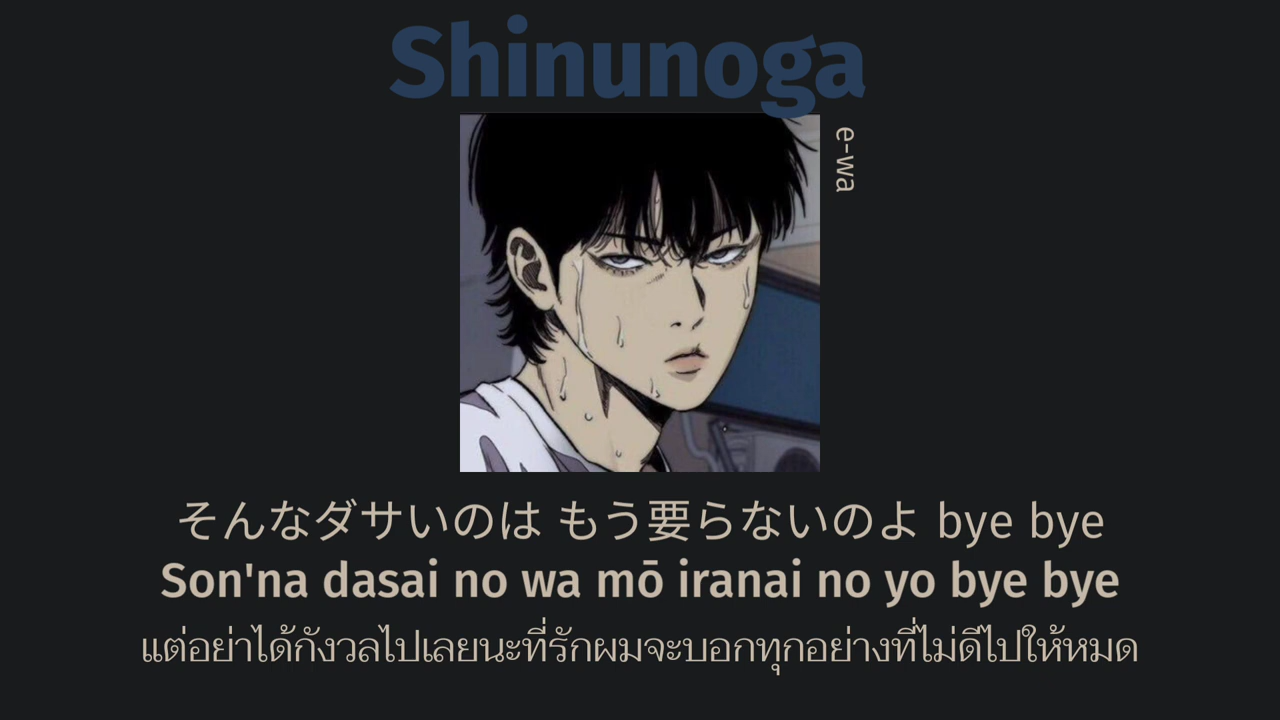 Shinunoga
e-wa
そんなダサいのは もう要らないのよ bye bye
Son'na dasai no wa mō iranai no yo bye bye
แต่อย่าได้กังวลไปเลยนะที่รักผมจะบอกทุกอย่างที่ไม่ดีไปให้หมด